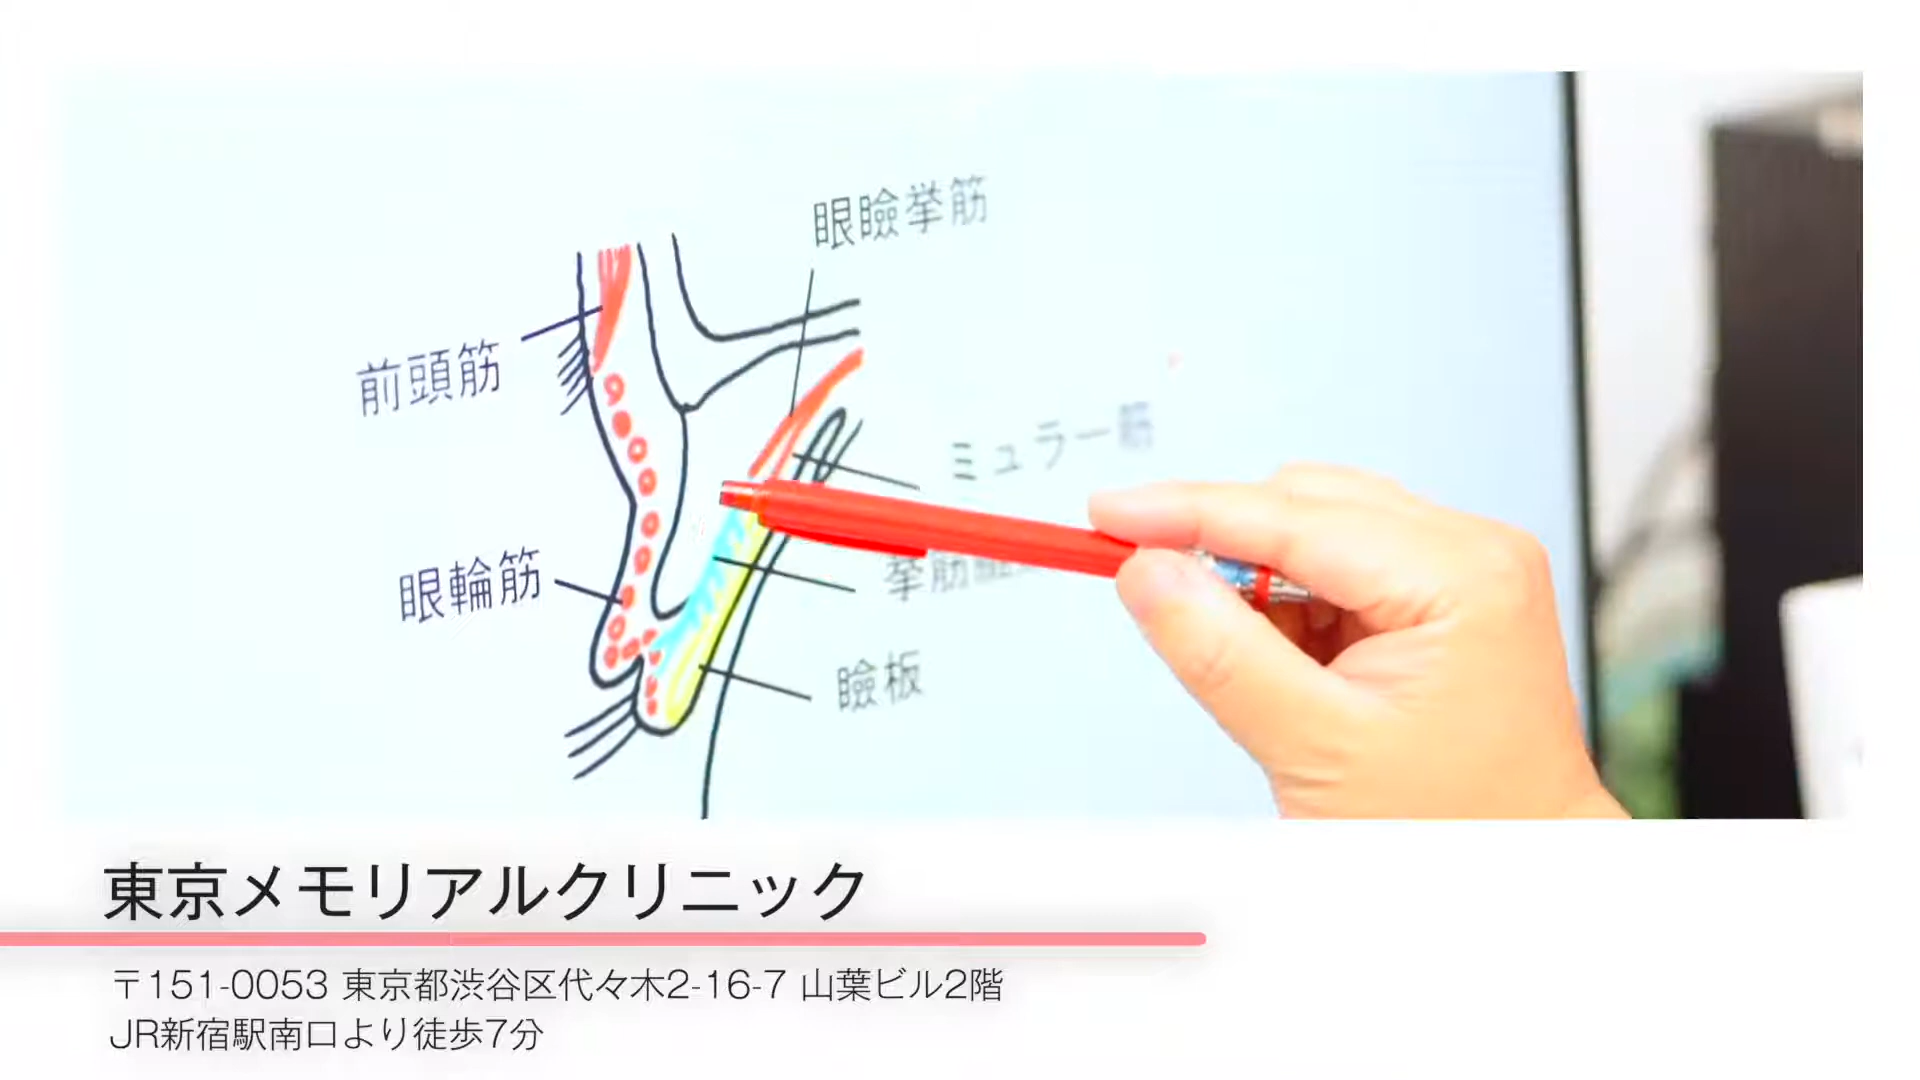 眼瞼挙筋
前頭筋
ミュラー筋
眼輪筋
挙筋
瞼板
東京メモリアルクリニック
〒151-0053 東京都渋谷区代々木2-16-7 山葉ビル2階
JR新宿駅南口より徒歩7分